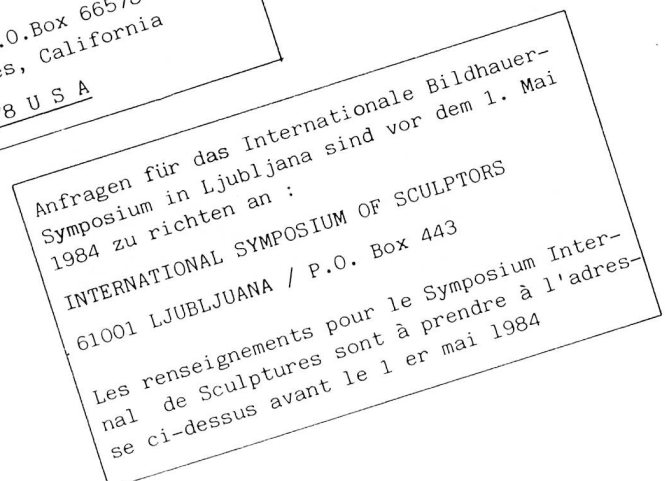 .O.Box 66578
es, California
8 U S A
Anfragen für das Internationale Bildhauer-
Symposium in Ljubljana sind vor dem 1. Mai
1984 zu richten an :
INTERNATIONAL SYMPOSIUM OF SCULPTORS
61001 LJUBLJUANA / P.O. Box 443
Les renseignements pour le Symposium Inter-
nal de Sculptures sont à prendre à l'adres-
se ci-dessus avant le 1 er mai 1984